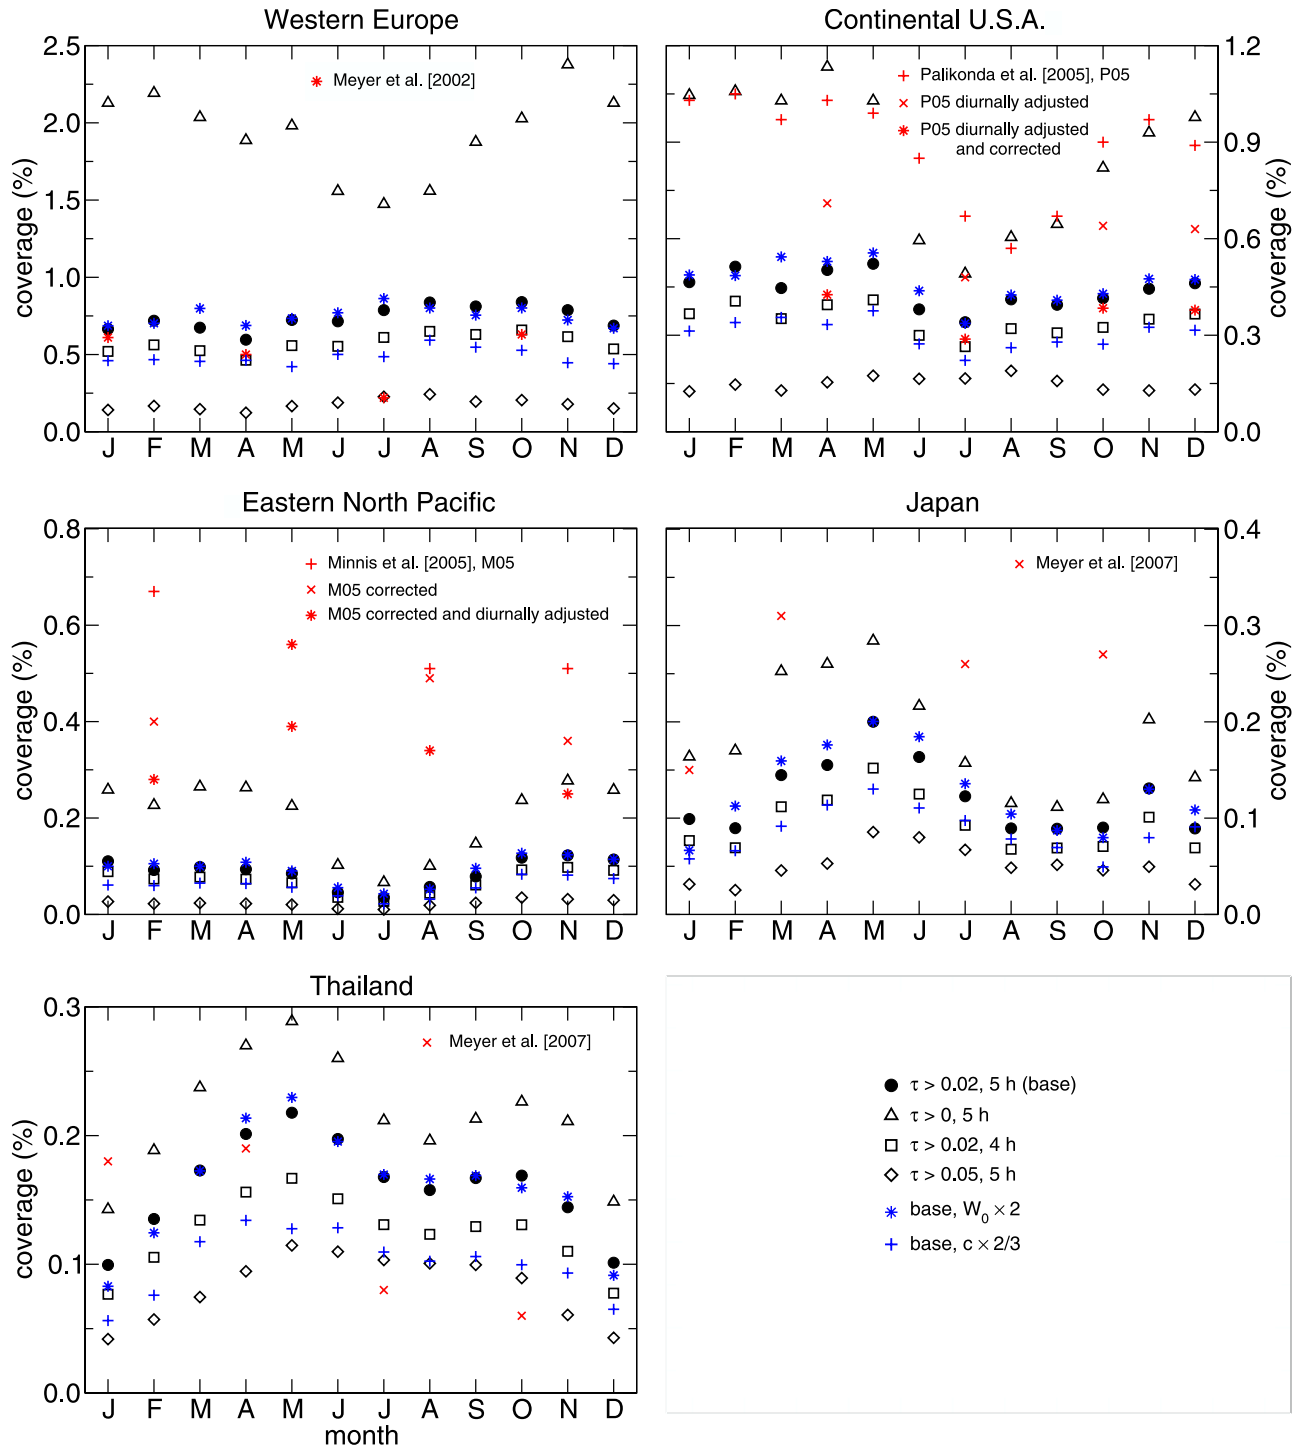 Western Europe
2.5
2.0
1.5
1.0
0.5
0.0
coverage (%)
Meyer et al. [2002]
J F M A M J J A S O N D
Continental U.S.A.
1.2
0.9
0.6
0.3
0.0
coverage (%)
Palikonda et al. [2005], P05
P05 diurnally adjusted
P05 diurnally adjusted
and corrected
J F M A M J J A S O N D
Eastern North Pacific
0.8
0.6
0.4
0.2
0.0
coverage (%)
Minnis et al. [2005], M05
M05 corrected
M05 corrected and diurnally adjusted
J F M A M J J A S O N D
Japan
0.4
0.3
0.2
0.1
0.0
coverage (%)
Meyer et al. [2007]
J F M A M J J A S O N D
Thailand
0.3
0.2
0.1
0.0
coverage (%)
Meyer et al. [2007]
J F M A M J J A S O N D
month
τ > 0.02, 5 h (base)
τ > 0, 5 h
τ > 0.02, 4 h
τ > 0.05, 5 h
base, W₀ × 2
base, c × 2/3